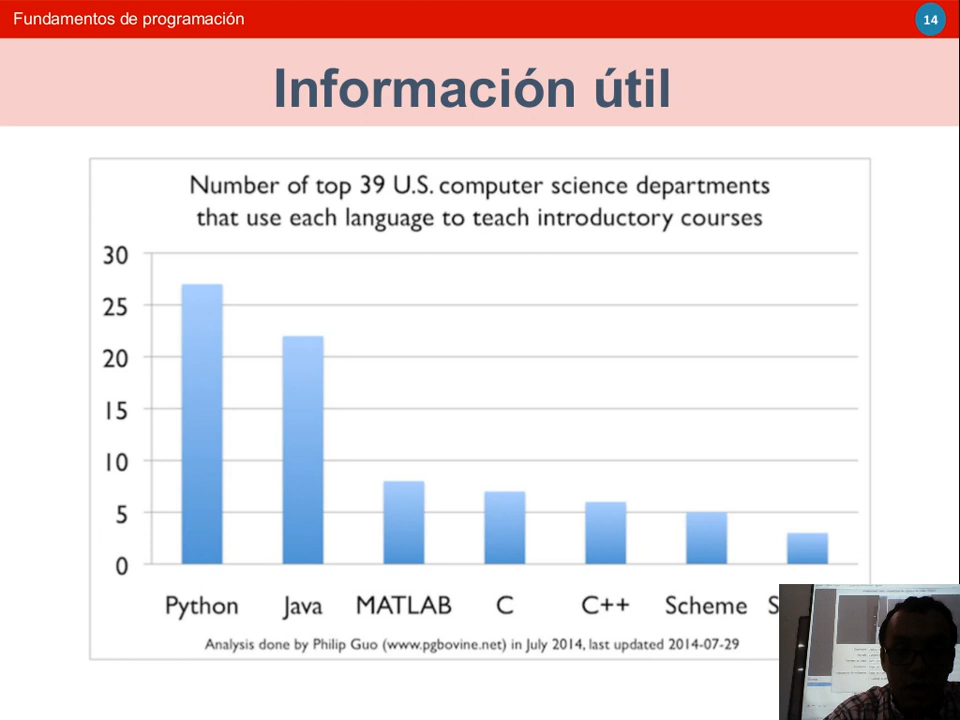 Fundamentos de programación
14
Información útil
Number of top 39 U.S. computer science departments
that use each language to teach introductory courses
30
25
20
15
10
5
0
Python Java MATLAB C C++ Scheme
Analysis done by Philip Guo (www.pgbovine.net) in July 2014, last updated 2014-07-29